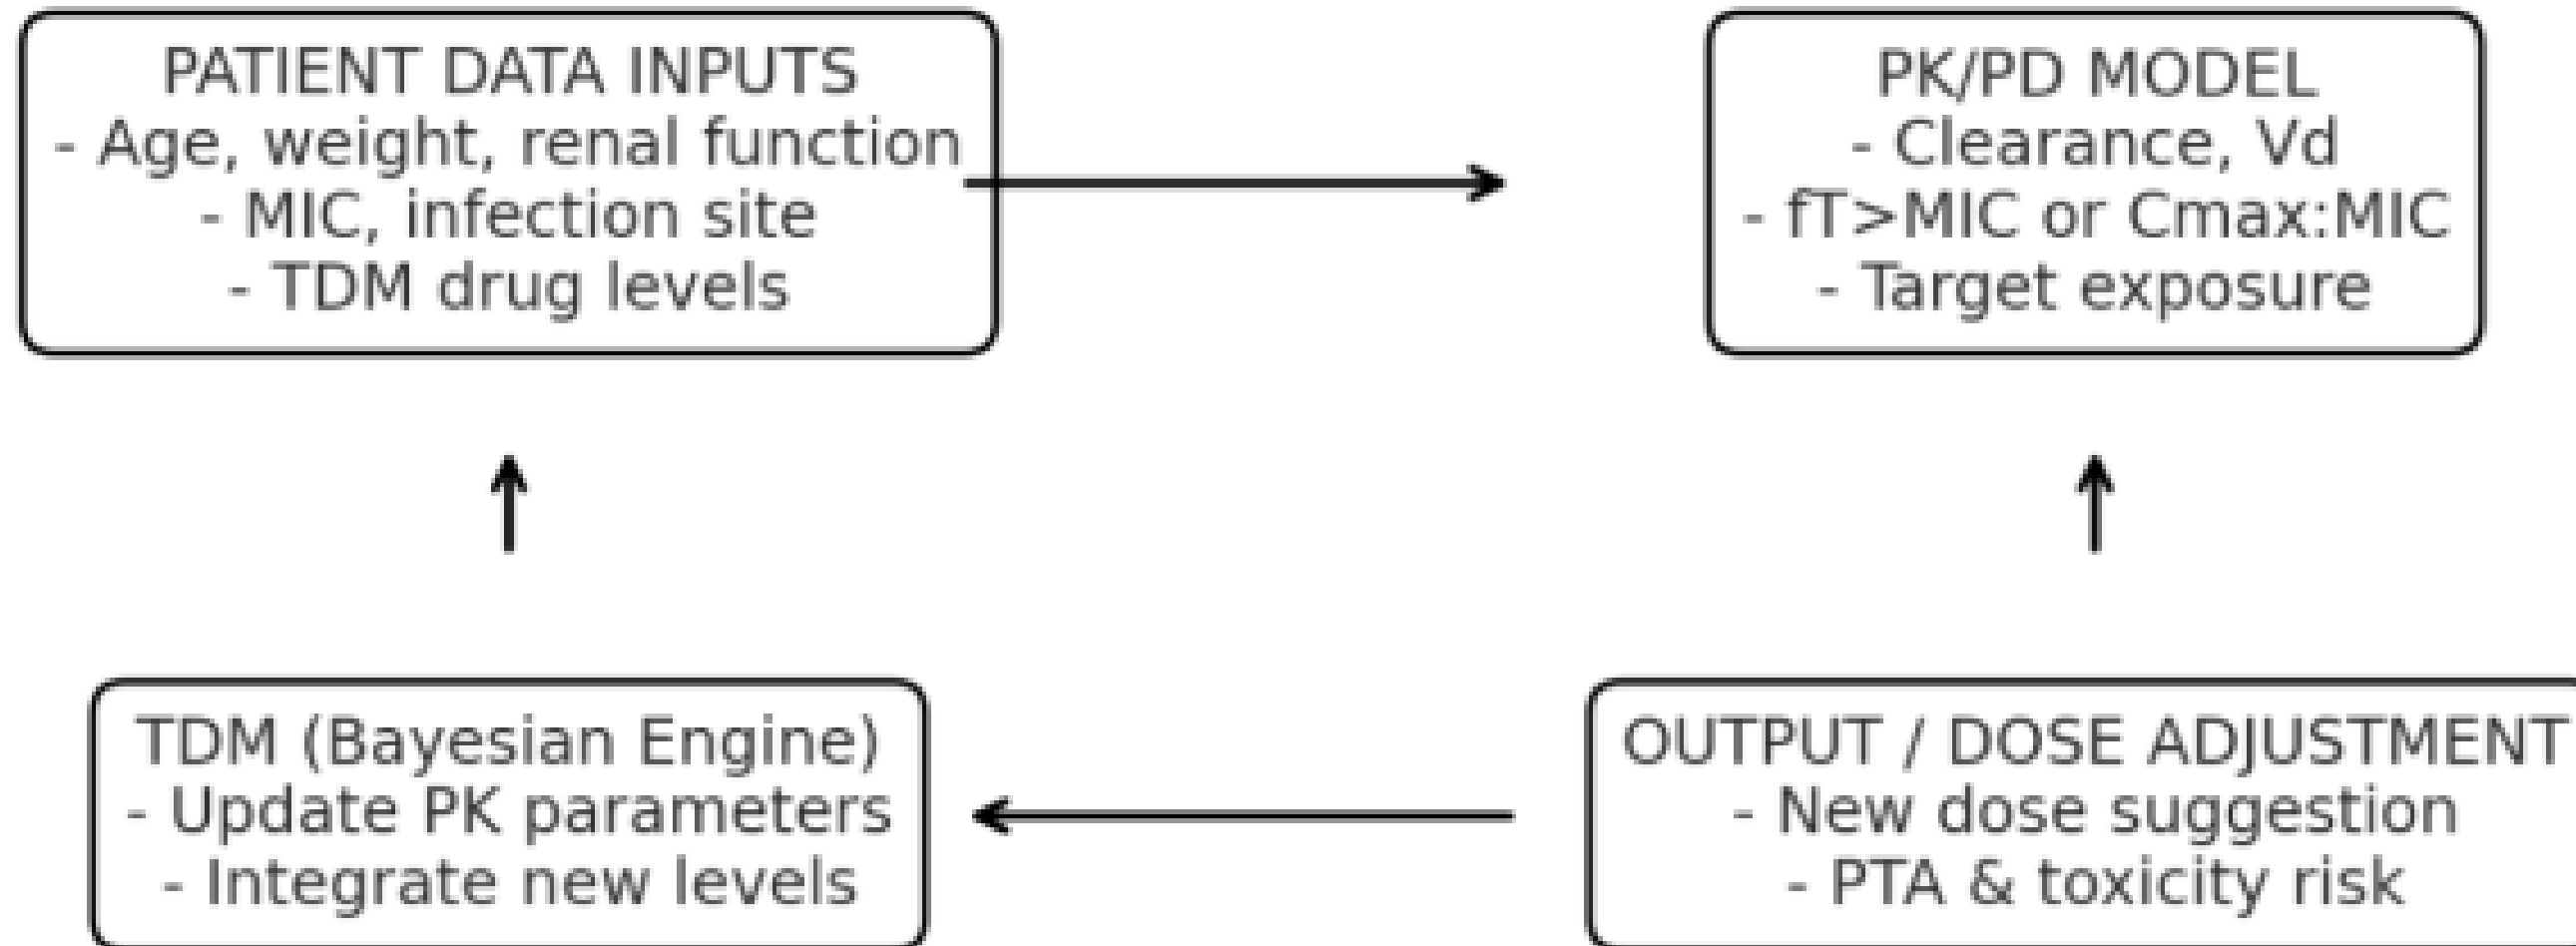 PATIENT DATA INPUTS
- Age, weight, renal function
- MIC, infection site
- TDM drug levels
PK/PD MODEL
- Clearance, Vd
- fT>MIC or Cmax:MIC
- Target exposure
TDM (Bayesian Engine)
- Update PK parameters
- Integrate new levels
OUTPUT / DOSE ADJUSTMENT
- New dose suggestion
- PTA & toxicity risk